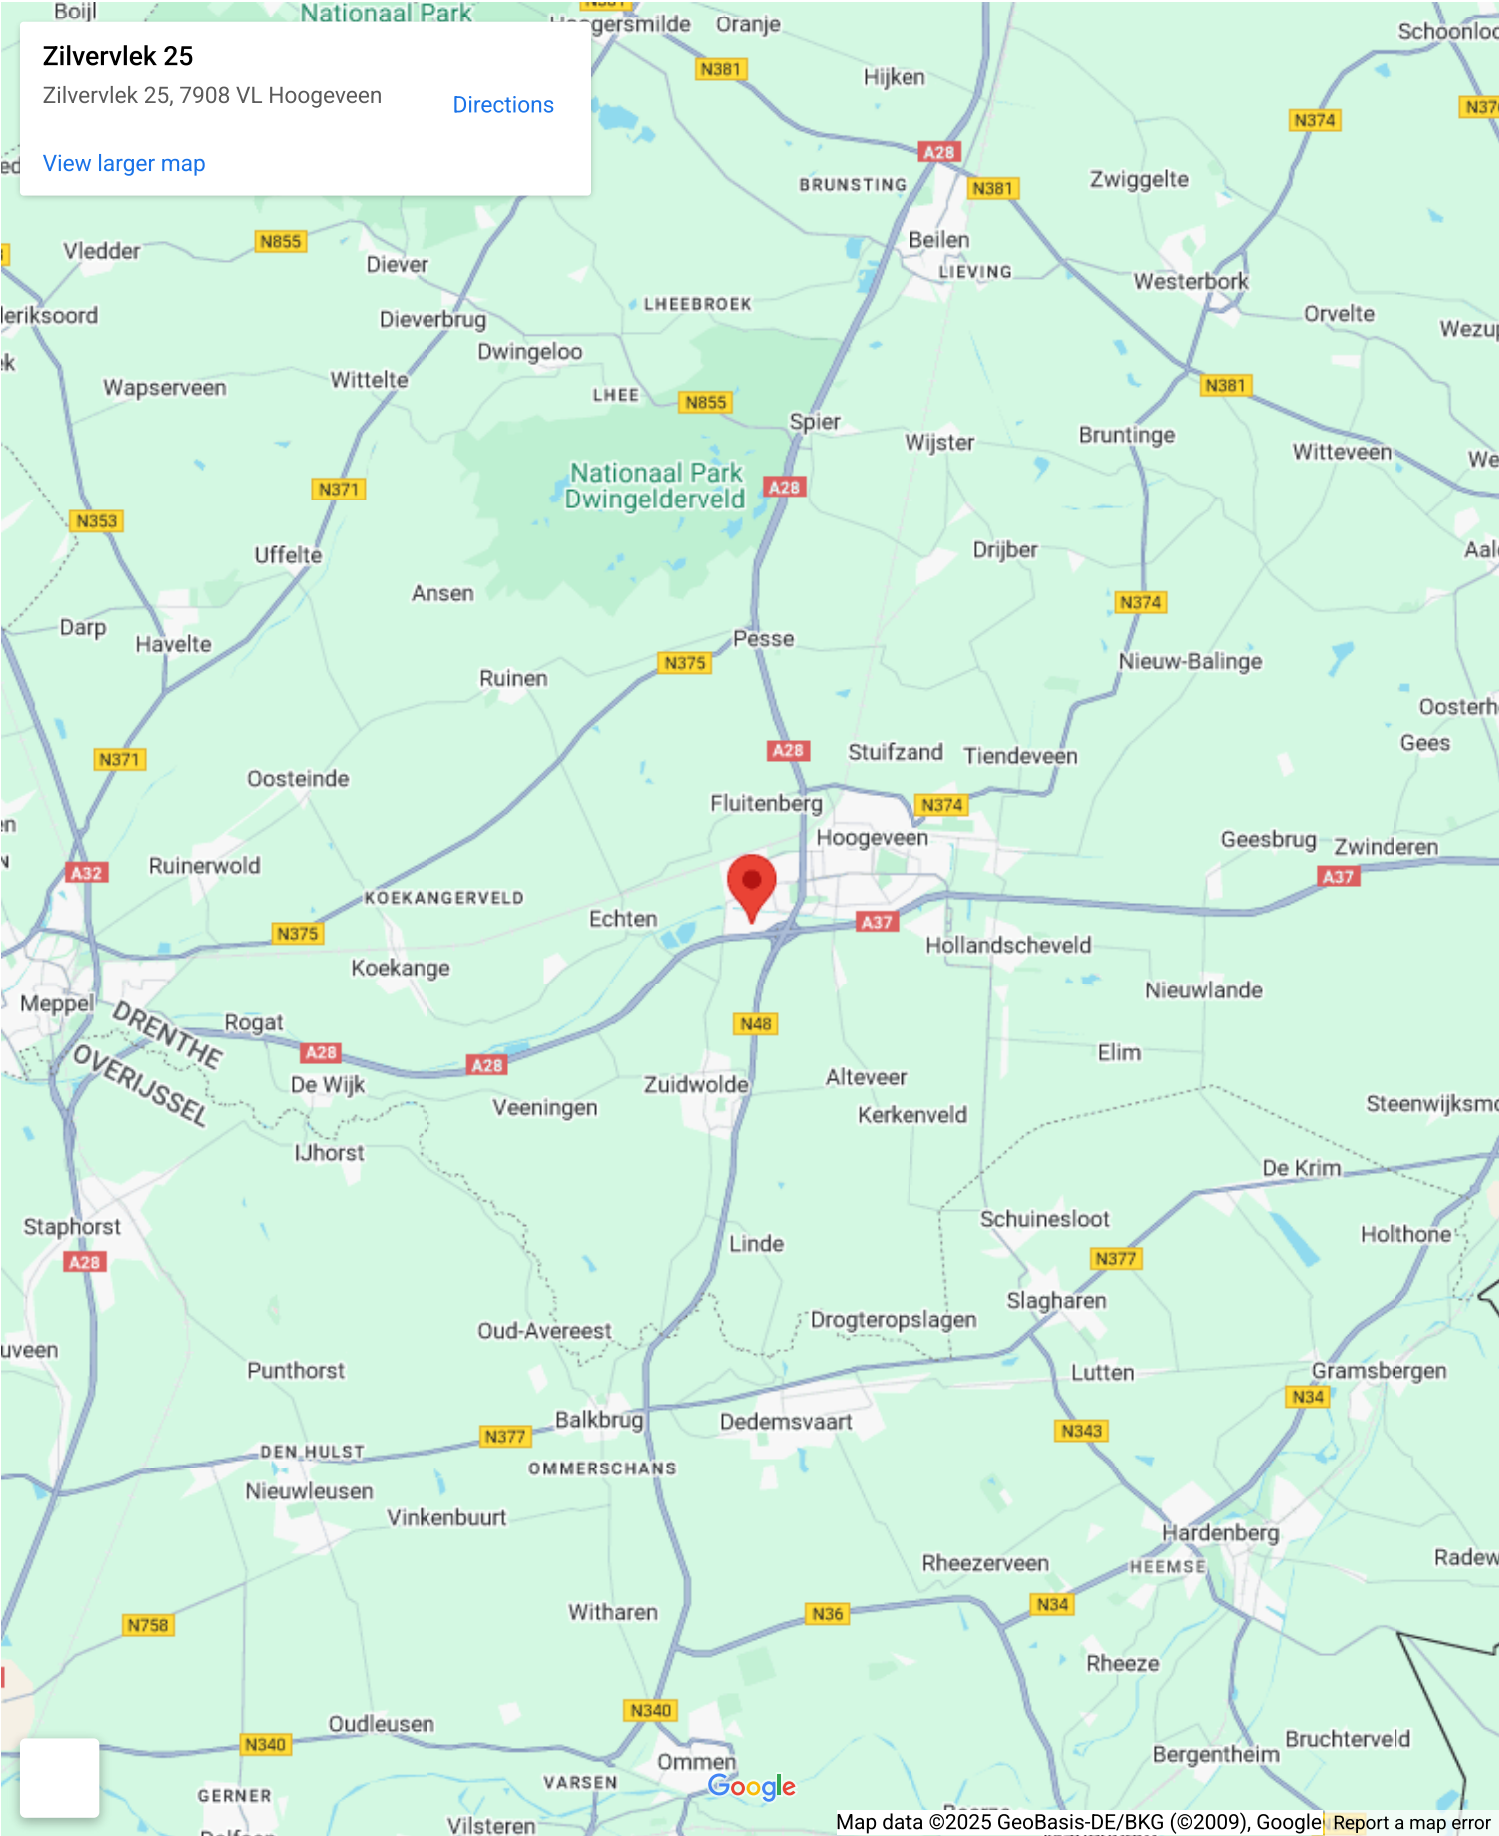 Boijl
Nationaal Park
Hoogersmilde
Oranje
Schoonloo
Zilvervlek 25
Zilvervlek 25, 7908 VL Hoogeveen
Directions
View larger map
N381
Hijken
N374
A28
BRUNSTING
N381
Zwiggelte
Vledder
N855
Diever
Beilen
LIEVING
Westerbork
LHEEBROEK
Orvelte
Dieverbrug
Dwingeloo
Wapserveen
Wittelte
LHEE
N855
N381
Spier
Wijster
Bruntinge
Witteveen
Nationaal Park
Dwingelderveld
A28
N371
N353
Uffelte
Drijber
Ansen
N374
Darp
Havelte
Pesse
N375
Nieuw-Balinge
Ruinen
Gees
N371
A28
Stuifzand
Tiendeveen
Oosteinde
Fluitenberg
N374
Hoogeveen
Geesbrug
Zwinderen
A32
Ruinerwold
A37
KOEKANGERVELD
Echten
A37
N375
Hollandscheveld
Koekange
Nieuwlande
Meppel
DRENTHE
OVERIJSSEL
Rogat
N48
A28
A28
Elim
De Wijk
Zuidwolde
Alteveer
Veeningen
Kerkenveld
Steenwijksmo
IJhorst
De Krim
Staphorst
Schuinesloot
Holthone
A28
Linde
N377
Slagharen
Oud-Avereest
Drogteropslagen
Punthorst
Lutten
Gramsbergen
N34
Balkbrug
Dedemsvaart
N377
N343
DEN HULST
OMMERSCHANS
Nieuwleusen
Vinkenbuurt
Hardenberg
Rheezerveen
HEEMSE
Radew
Witharen
N36
N34
N758
Rheeze
N340
Oudleusen
N340
Bruchterveld
Bergentheim
Ommen
VARSEN
Google
GERNER
Vilsteren
Map data ©2025 GeoBasis-DE/BKG (©2009), Google
Report a map error